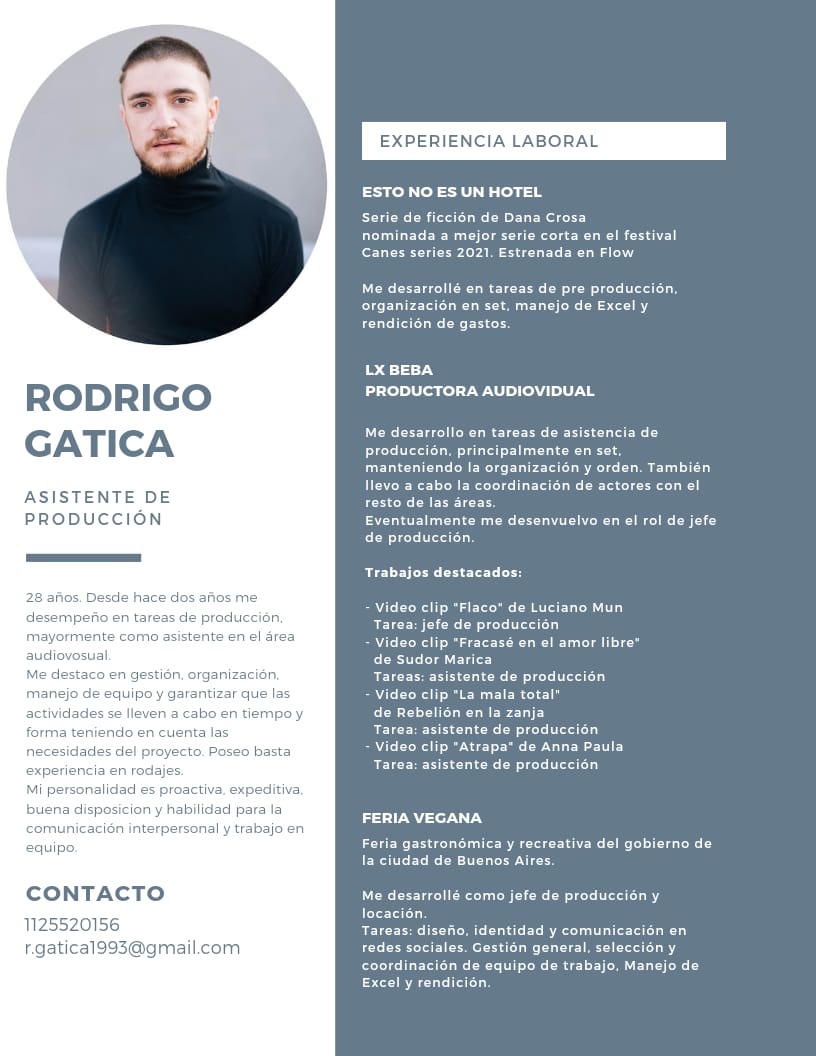 RODRIGO
GATICA
ASISTENTE DE
PRODUCCIÓN
28 años. Desde hace dos años me
desempeño en tareas de producción,
mayormente como asistente en el área
audiovosual.
Me destaco en gestión, organización,
manejo de equipo y garantizar que las
actividades se lleven a cabo en tiempo y
forma teniendo en cuenta las
necesidades del proyecto. Poseo basta
experiencia en rodajes.
Mi personalidad es proactiva, expeditiva,
buena disposicion y habilidad para la
comunicación interpersonal y trabajo en
equipo.
CONTACTO
1125520156
r.gatica1993@gmail.com
EXPERIENCIA LABORAL
ESTO NO ES UN HOTEL
Serie de ficción de Dana Crosa
nominada a mejor serie corta en el festival
Canes series 2021. Estrenada en Flow
Me desarrollé en tareas de pre producción,
organización en set, manejo de Excel y
rendición de gastos.
LX BEBA
PRODUCTORA AUDIOVIDUAL
Me desarrollo en tareas de asistencia de
producción, principalmente en set,
manteniendo la organización y orden. También
llevo a cabo la coordinación de actores con el
resto de las áreas.
Eventualmente me desenvuelvo en el rol de jefe
de producción.
Trabajos destacados:
- Video clip "Flaco" de Luciano Mun
Tarea: jefe de producción
- Video clip "Fracasé en el amor libre"
de Sudor Marica
Tareas: asistente de producción
- Video clip "La mala total"
de Rebelión en la zanja
Tarea: asistente de producción
- Video clip "Atrapa" de Anna Paula
Tarea: asistente de producción
FERIA VEGANA
Feria gastronómica y recreativa del gobierno de
la ciudad de Buenos Aires.
Me desarrollé como jefe de producción y
locación.
Tareas: diseño, identidad y comunicación en
redes sociales. Gestión general, selección y
coordinación de equipo de trabajo, Manejo de
Excel y rendición.